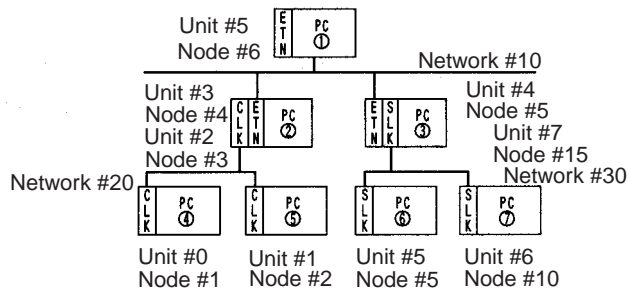 Unit #5
Node #6
ETN
PC
①
Network #10
Unit #3
Node #4
Unit #2
Node #3
CLK
ETN
PC
②
ETN
SLK
PC
③
Unit #4
Node #5
Unit #7
Node #15
Network #30
Network #20
CLK
PC
④
CLK
PC
⑤
SLK
PC
⑥
SLK
PC
⑦
Unit #0
Node #1
Unit #1
Node #2
Unit #5
Node #5
Unit #6
Node #10